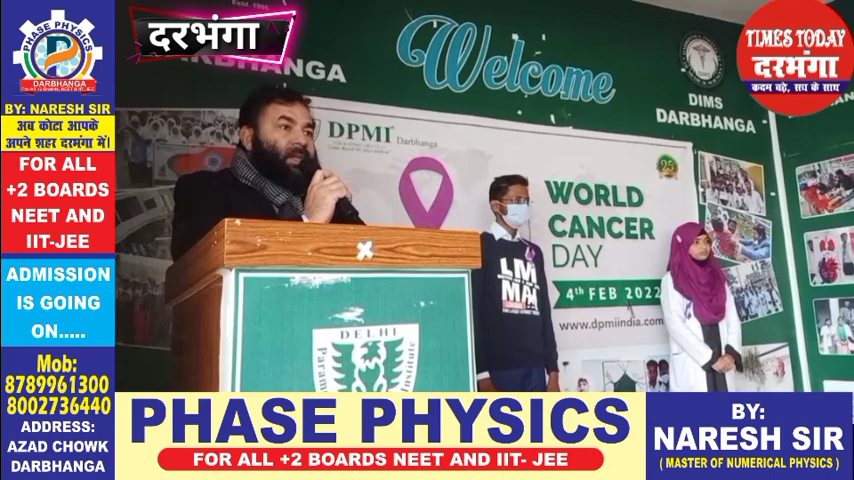 PHASE PHYSICS
DARBHANGA
BY: NARESH SIR
अब कोटा आपके
अपने शहर दरभंगा में।
FOR ALL
+2 BOARDS
NEET AND
IIT-JEE
ADMISSION
IS GOING
ON.....
Mob:
8789961300
8002736440
ADDRESS:
AZAD CHOWK
DARBHANGA
दरभंगा
Estd. 1995
DARBHANGA
Welcome
DIMS
DARBHANGA
TIMES TODAY
दरभंगा
कदम बढ़े, सच के साथ
DPMI Darbhanga
WORLD
CANCER
DAY
4th FEB 2022
www.dpmiindia.com
DELHI
Institute
PHASE PHYSICS
FOR ALL +2 BOARDS NEET AND IIT- JEE
BY:
NARESH SIR
( MASTER OF NUMERICAL PHYSICS )